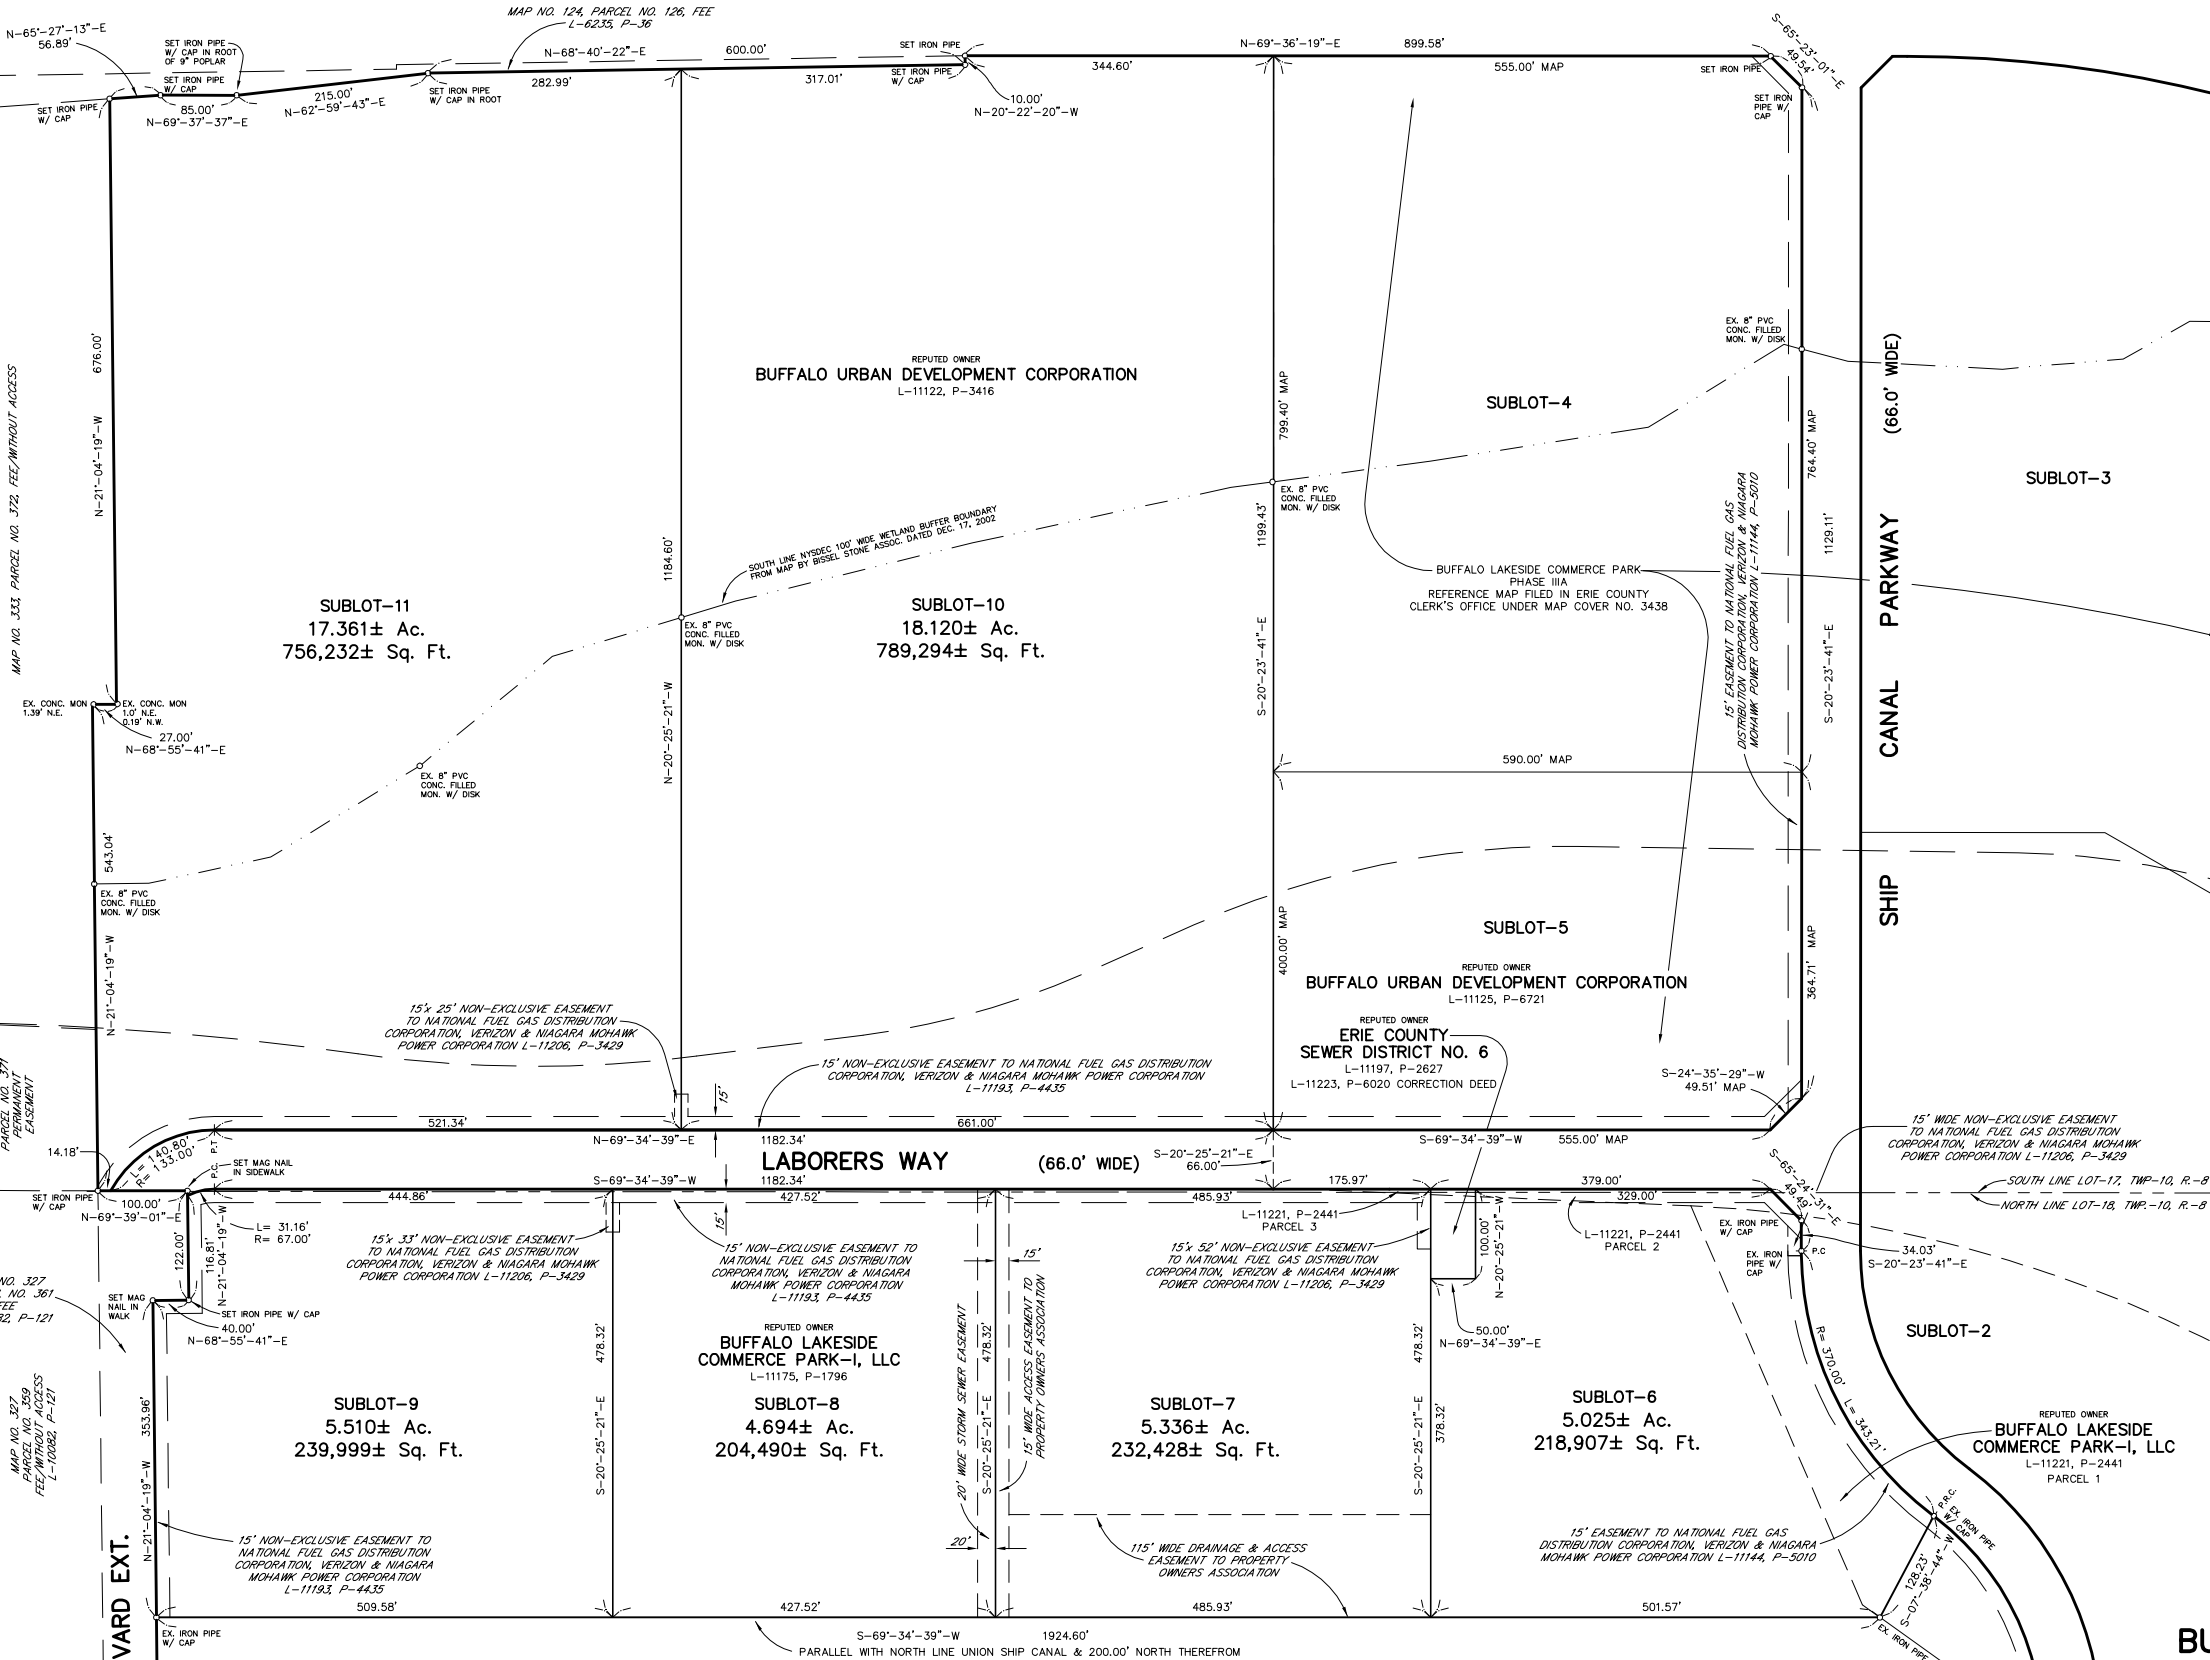 MAP NO. 124, PARCEL NO. 126, FEE
L-6235, P-36
N-65°-27'-13"-E
56.89'
SET IRON PIPE
W/ CAP IN ROOT
OF 9" POPLAR
SET IRON PIPE
W/ CAP
SET IRON PIPE
W/ CAP
85.00'
N-69°-37'-37"-E
215.00'
N-62°-59'-43"-E
N-68°-40'-22"-E
600.00'
SET IRON PIPE
W/ CAP IN ROOT
282.99'
317.01'
SET IRON PIPE
SET IRON PIPE
W/ CAP
10.00'
N-20°-22'-20"-W
N-69°-36'-19"-E
899.58'
344.60'
555.00' MAP
SET IRON PIPE
S-65°-23'-01"-E
49.54'
SET IRON
PIPE W/
CAP
676.00'
N-21°-04'-19"-W
MAP NO. 333, PARCEL NO. 372, FEE/WITHOUT ACCESS
REPUTED OWNER
BUFFALO URBAN DEVELOPMENT CORPORATION
L-11122, P-3416
799.40' MAP
SUBLOT-4
EX. 8" PVC
CONC. FILLED
MON. W/ DISK
764.40' MAP
(66.0' WIDE)
SUBLOT-3
SHIP CANAL PARKWAY
EX. 8" PVC
CONC. FILLED
MON. W/ DISK
1199.43'
S-20°-23'-41"-E
1129.11'
S-20°-23'-41"-E
15' EASEMENT TO NATIONAL FUEL GAS
DISTRIBUTION CORPORATION, VERIZON & NIAGARA
MOHAWK POWER CORPORATION L-11144, P-5010
SOUTH LINE NYSDEC 100' WIDE WETLAND BUFFER BOUNDARY
FROM MAP BY BISSEL STONE ASSOC. DATED DEC. 17, 2002
1184.60'
N-20°-25'-21"-W
BUFFALO LAKESIDE COMMERCE PARK
PHASE IIIA
REFERENCE MAP FILED IN ERIE COUNTY
CLERK'S OFFICE UNDER MAP COVER NO. 3438
SUBLOT-11
17.361± Ac.
756,232± Sq. Ft.
EX. 8" PVC
CONC. FILLED
MON. W/ DISK
SUBLOT-10
18.120± Ac.
789,294± Sq. Ft.
EX. CONC. MON
1.39' N.E.
EX. CONC. MON
1.0' N.E.
0.19' N.W.
27.00'
N-68°-55'-41"-E
EX. 8" PVC
CONC. FILLED
MON. W/ DISK
590.00' MAP
543.04'
EX. 8" PVC
CONC. FILLED
MON. W/ DISK
N-21°-04'-19"-W
400.00' MAP
364.71' MAP
SUBLOT-5
REPUTED OWNER
BUFFALO URBAN DEVELOPMENT CORPORATION
L-11125, P-6721
REPUTED OWNER
ERIE COUNTY
SEWER DISTRICT NO. 6
L-11197, P-2627
L-11223, P-6020 CORRECTION DEED
15'x 25' NON-EXCLUSIVE EASEMENT
TO NATIONAL FUEL GAS DISTRIBUTION
CORPORATION, VERIZON & NIAGARA MOHAWK
POWER CORPORATION L-11206, P-3429
15' NON-EXCLUSIVE EASEMENT TO NATIONAL FUEL GAS DISTRIBUTION
CORPORATION, VERIZON & NIAGARA MOHAWK POWER CORPORATION
L-11193, P-4435
15'
S-24°-35'-29"-W
49.51' MAP
PARCEL NO. 371
PERMANENT
EASEMENT
14.18'
L= 140.80'
R= 133.00'
P.C. P.T
521.34'
N-69°-34'-39"-E
1182.34'
661.00'
S-69°-34'-39"-W
555.00' MAP
15' WIDE NON-EXCLUSIVE EASEMENT
TO NATIONAL FUEL GAS DISTRIBUTION
CORPORATION, VERIZON & NIAGARA MOHAWK
POWER CORPORATION L-11206, P-3429
SET MAG NAIL
IN SIDEWALK
LABORERS WAY
(66.0' WIDE)
S-20°-25'-21"-E
66.00'
SET IRON PIPE
W/ CAP
100.00'
N-69°-39'-01"-E
S-69°-34'-39"-W
1182.34'
444.86'
427.52'
485.93'
175.97'
379.00'
329.00'
S-65°-24'-31"-E
49.49'
SOUTH LINE LOT-17, TWP-10, R.-8
NORTH LINE LOT-18, TWP.-10, R.-8
L= 31.16'
R= 67.00'
122.00'
116.81'
N-21°-04'-19"-W
15'x 33' NON-EXCLUSIVE EASEMENT
TO NATIONAL FUEL GAS DISTRIBUTION
CORPORATION, VERIZON & NIAGARA MOHAWK
POWER CORPORATION L-11206, P-3429
15'
15' NON-EXCLUSIVE EASEMENT TO
NATIONAL FUEL GAS DISTRIBUTION
CORPORATION, VERIZON & NIAGARA
MOHAWK POWER CORPORATION
L-11193, P-4435
15'
L-11221, P-2441
PARCEL 3
15'x 52' NON-EXCLUSIVE EASEMENT
TO NATIONAL FUEL GAS DISTRIBUTION
CORPORATION, VERIZON & NIAGARA MOHAWK
POWER CORPORATION L-11206, P-3429
100.00'
N-20°-25'-21"-W
L-11221, P-2441
PARCEL 2
EX. IRON PIPE
W/ CAP
EX. IRON
PIPE W/
CAP
P.C
34.03'
S-20°-23'-41"-E
NO. 327
NO. 361
FEE
P-121
SET MAG
NAIL IN
WALK
SET IRON PIPE W/ CAP
40.00'
N-68°-55'-41"-E
50.00'
N-69°-34'-39"-E
SUBLOT-2
REPUTED OWNER
BUFFALO LAKESIDE
COMMERCE PARK-I, LLC
L-11175, P-1796
478.32'
S-20°-25'-21"-E
20' WIDE STORM SEWER EASEMENT
478.32'
S-20°-25'-21"-E
15' WIDE ACCESS EASEMENT TO
PROPERTY OWNERS ASSOCIATION
478.32'
S-20°-25'-21"-E
378.32'
R= 370.00' L= 343.21'
MAP NO. 327
PARCEL NO. 359
FEE/WITHOUT ACCESS
L-10082, P-121
353.96'
N-21°-04'-19"-W
SUBLOT-9
5.510± Ac.
239,999± Sq. Ft.
SUBLOT-8
4.694± Ac.
204,490± Sq. Ft.
SUBLOT-7
5.336± Ac.
232,428± Sq. Ft.
SUBLOT-6
5.025± Ac.
218,907± Sq. Ft.
REPUTED OWNER
BUFFALO LAKESIDE
COMMERCE PARK-I, LLC
L-11221, P-2441
PARCEL 1
P.R.C.
EX. IRON PIPE
W/ CAP
15' NON-EXCLUSIVE EASEMENT TO
NATIONAL FUEL GAS DISTRIBUTION
CORPORATION, VERIZON & NIAGARA
MOHAWK POWER CORPORATION
L-11193, P-4435
20'
115' WIDE DRAINAGE & ACCESS
EASEMENT TO PROPERTY
OWNERS ASSOCIATION
15' EASEMENT TO NATIONAL FUEL GAS
DISTRIBUTION CORPORATION, VERIZON & NIAGARA
MOHAWK POWER CORPORATION L-11144, P-5010
128.23'
S-07°-38'-44"-W
VARD EXT.
EX. IRON PIPE
W/ CAP
509.58'
427.52'
485.93'
501.57'
EX. IRON PIPE
S-69°-34'-39"-W
1924.60'
PARALLEL WITH NORTH LINE UNION SHIP CANAL & 200.00' NORTH THEREFROM
BU